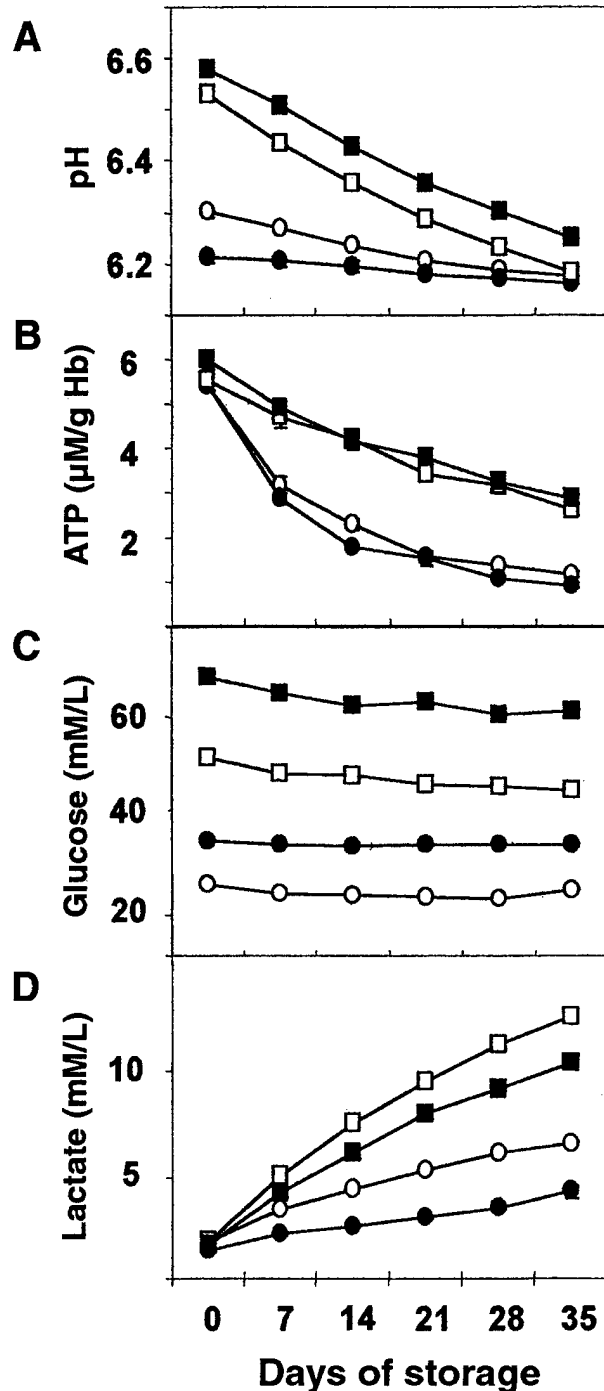 A
pH
6.6
6.4
6.2
B
ATP (µM/g Hb)
6
4
2
C
Glucose (mM/L)
60
40
20
D
Lactate (mM/L)
10
5
0 7 14 21 28 35
Days of storage